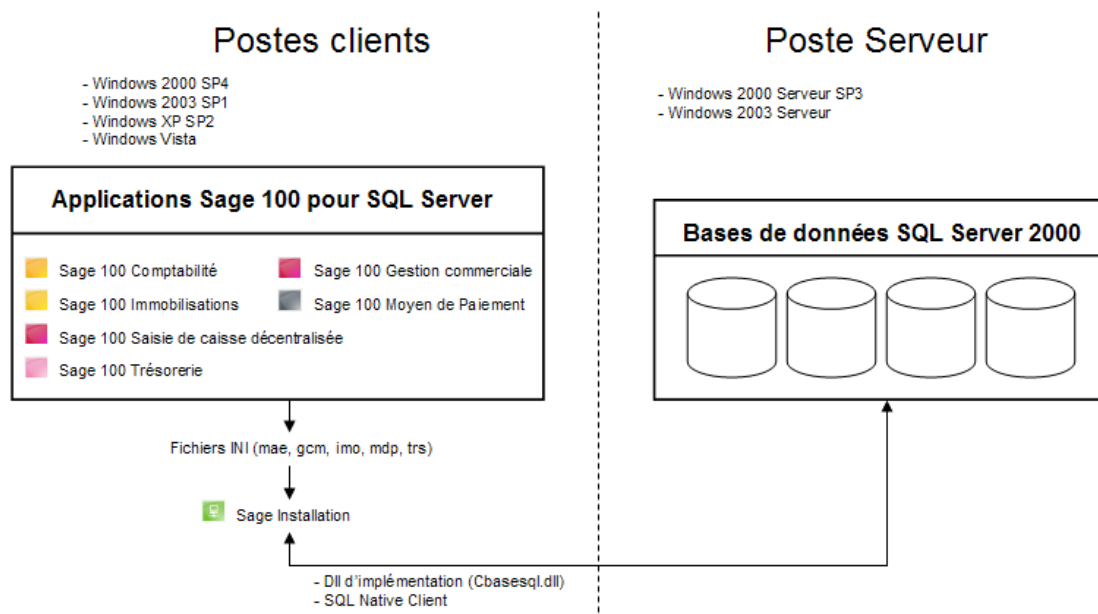 Postes clients
- Windows 2000 SP4
- Windows 2003 SP1
- Windows XP SP2
- Windows Vista
Applications Sage 100 pour SQL Server
Sage 100 Comptabilité
Sage 100 Gestion commerciale
Sage 100 Immobilisations
Sage 100 Moyen de Paiement
Sage 100 Saisie de caisse décentralisée
Sage 100 Trésorerie
Fichiers INI (mae, gcm, imo, mdp, trs)
Sage Installation
- Dll d'implémentation (Cbasesql.dll)
- SQL Native Client
Poste Serveur
- Windows 2000 Serveur SP3
- Windows 2003 Serveur
Bases de données SQL Server 2000